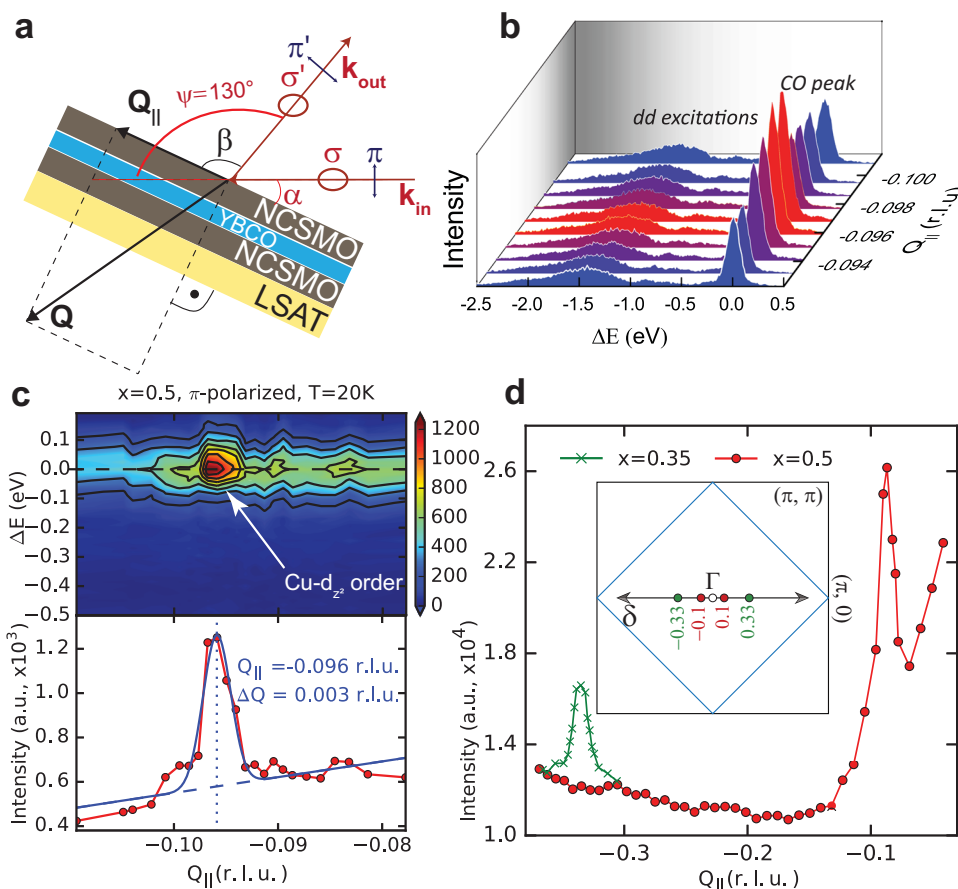 a
π'
σ'
k_out
ψ=130°
Q_||
β
σ
π
α
k_in
NCSMO
YBCO
NCSMO
LSAT
Q
b
CO peak
dd excitations
Intensity
-0.100
-0.098
-0.096
-0.094
Q_|| (r.l.u)
-2.5 -2.0 -1.5 -1.0 -0.5 0.0 0.5
ΔE (eV)
c
x=0.5, π-polarized, T=20K
0.1
0.0
−0.1
−0.2
−0.3
−0.4
−0.5
ΔE (eV)
Cu-d_z² order
1200
1000
800
600
400
200
0
1.2
1.0
0.8
0.6
0.4
Intensity (a.u., x10³)
Q_|| =-0.096 r.l.u.
ΔQ = 0.003 r.l.u.
−0.10 −0.09 −0.08
Q_||(r. l. u.)
d
x=0.35 x=0.5
2.6
2.2
1.8
1.4
1.0
Intensity (a.u., x10⁴)
(π, π)
(π, 0)
Γ
δ
-0.33
-0.1
0.1
0.33
−0.3 −0.2 −0.1
Q_||(r. l. u.)